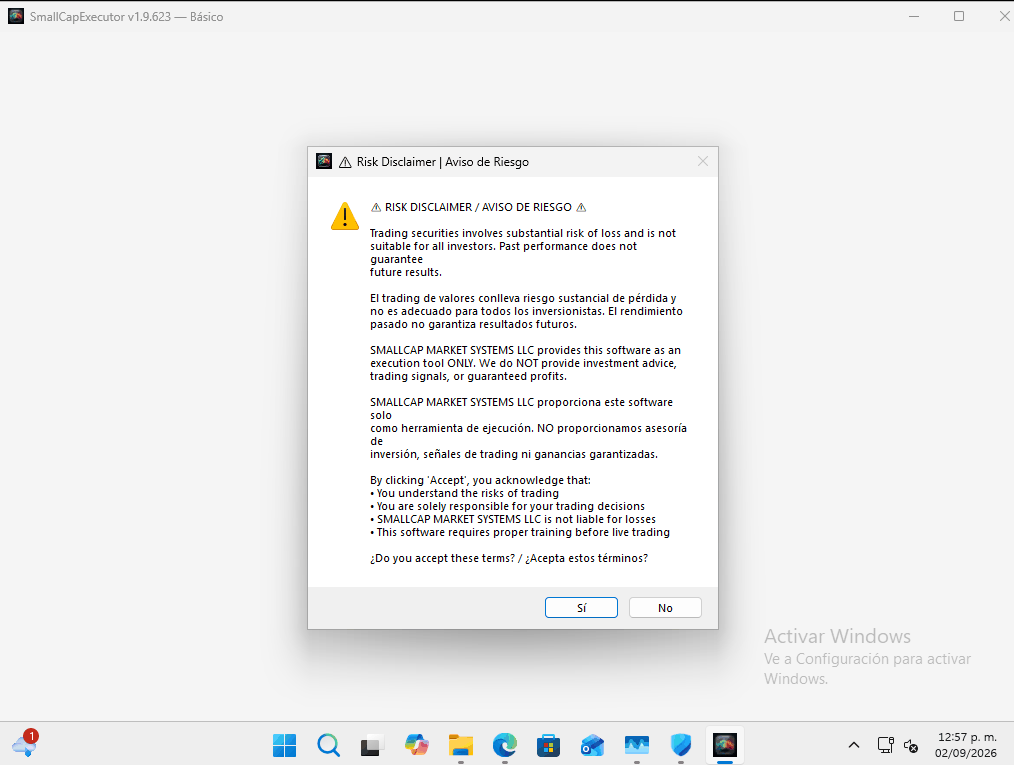 SmallCapExecutor v1.9.623 — Básico
⚠ Risk Disclaimer | Aviso de Riesgo
⚠ RISK DISCLAIMER / AVISO DE RIESGO ⚠
Trading securities involves substantial risk of loss and is not
suitable for all investors. Past performance does not
guarantee
future results.
El trading de valores conlleva riesgo sustancial de pérdida y
no es adecuado para todos los inversionistas. El rendimiento
pasado no garantiza resultados futuros.
SMALLCAP MARKET SYSTEMS LLC provides this software as an
execution tool ONLY. We do NOT provide investment advice,
trading signals, or guaranteed profits.
SMALLCAP MARKET SYSTEMS LLC proporciona este software
solo
como herramienta de ejecución. NO proporcionamos asesoría
de
inversión, señales de trading ni ganancias garantizadas.
By clicking 'Accept', you acknowledge that:
• You understand the risks of trading
• You are solely responsible for your trading decisions
• SMALLCAP MARKET SYSTEMS LLC is not liable for losses
• This software requires proper training before live trading
¿Do you accept these terms? / ¿Acepta estos términos?
Sí
No
Activar Windows
Ve a Configuración para activar
Windows.
1
12:57 p. m.
02/09/2026